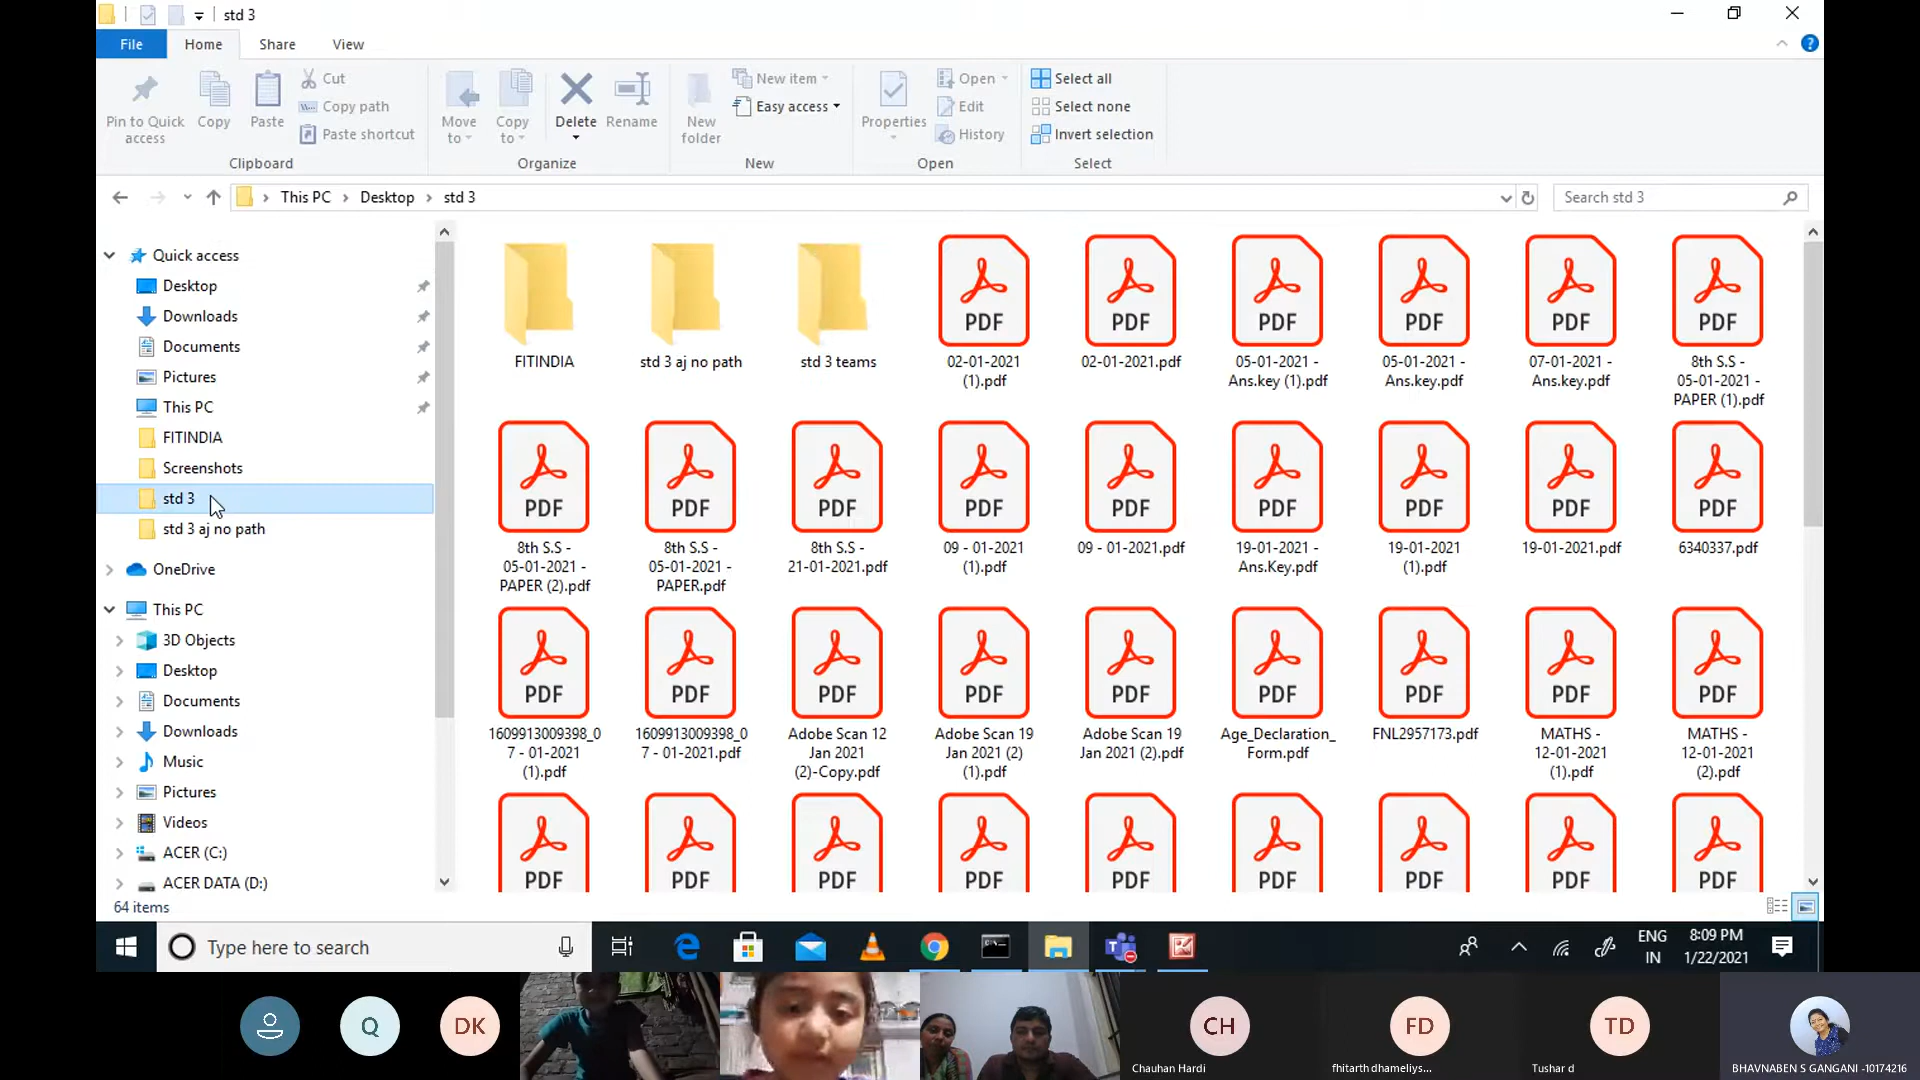 std 3
File Home Share View
Pin to Quick access
Copy
Paste
Cut
Copy path
Paste shortcut
Clipboard
Move to
Copy to
Delete
Rename
Organize
New folder
New item
Easy access
New
Properties
Open
Edit
History
Open
Select all
Select none
Invert selection
Select
This PC Desktop std 3
Search std 3
Quick access
Desktop
Downloads
Documents
Pictures
This PC
FITINDIA
Screenshots
std 3
std 3 aj no path
OneDrive
This PC
3D Objects
Desktop
Documents
Downloads
Music
Pictures
Videos
ACER (C:)
ACER DATA (D:)
64 items
PDF PDF PDF PDF PDF PDF
FITINDIA
std 3 aj no path
std 3 teams
02-01-2021
(1).pdf
02-01-2021.pdf
05-01-2021 -
Ans.key (1).pdf
05-01-2021 -
Ans.key.pdf
07-01-2021 -
Ans.key.pdf
8th S.S -
05-01-2021 -
PAPER (1).pdf
PDF PDF PDF PDF PDF PDF PDF PDF PDF
8th S.S -
05-01-2021 -
PAPER (2).pdf
8th S.S -
05-01-2021 -
PAPER.pdf
8th S.S -
21-01-2021.pdf
09 - 01-2021
(1).pdf
09 - 01-2021.pdf
19-01-2021 -
Ans.Key.pdf
19-01-2021
(1).pdf
19-01-2021.pdf
6340337.pdf
PDF PDF PDF PDF PDF PDF PDF PDF PDF
1609913009398_0
7 - 01-2021
(1).pdf
1609913009398_0
7 - 01-2021.pdf
Adobe Scan 12
Jan 2021
(2)-Copy.pdf
Adobe Scan 19
Jan 2021 (2)
(1).pdf
Adobe Scan 19
Jan 2021 (2).pdf
Age_Declaration_
Form.pdf
FNL2957173.pdf
MATHS -
12-01-2021
(1).pdf
MATHS -
12-01-2021
(2).pdf
PDF PDF PDF PDF PDF PDF PDF PDF PDF
Type here to search
ENG
IN
8:09 PM
1/22/2021
Q
DK
CH
Chauhan Hardi
FD
fhitarth dhameliys...
TD
Tushar d
BHAVNABEN S GANGANI -10174216